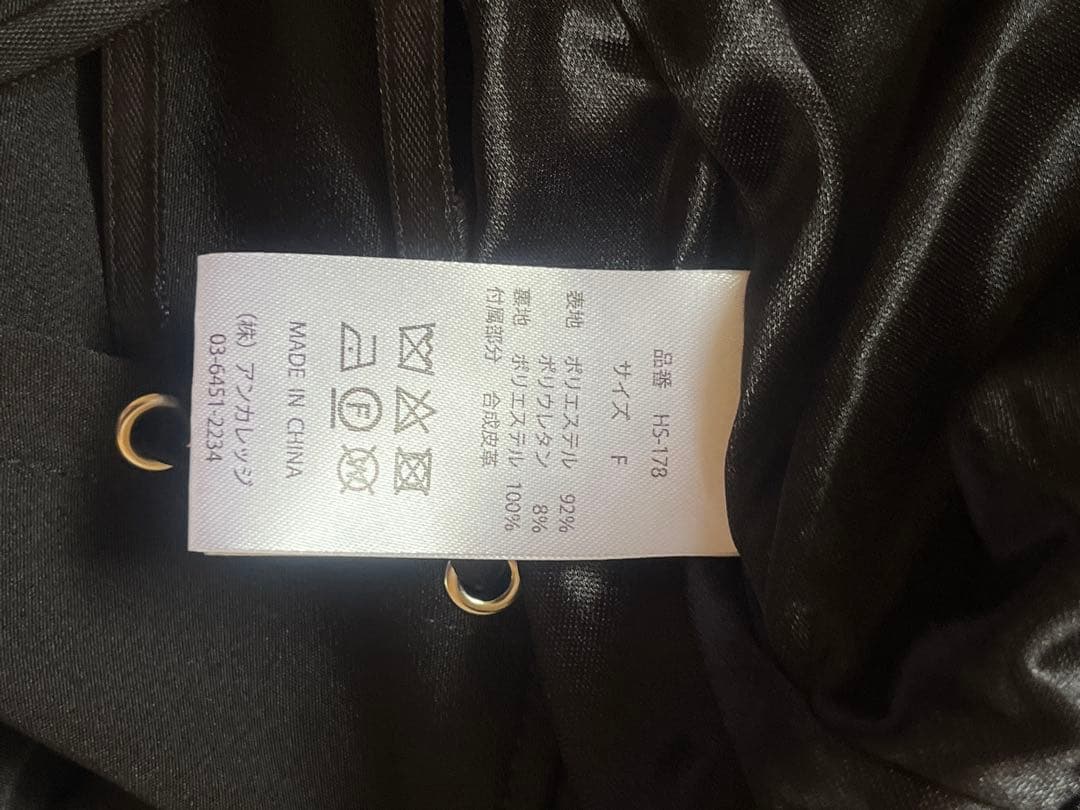 品番 HS-178
サイズ F
表地 ポリエステル 92%
ポリウレタン 8%
裏地 ポリエステル 100%
付属部分 合成皮革
F
W
MADE IN CHINA
(株) アンカレッジ
03-6451-2234